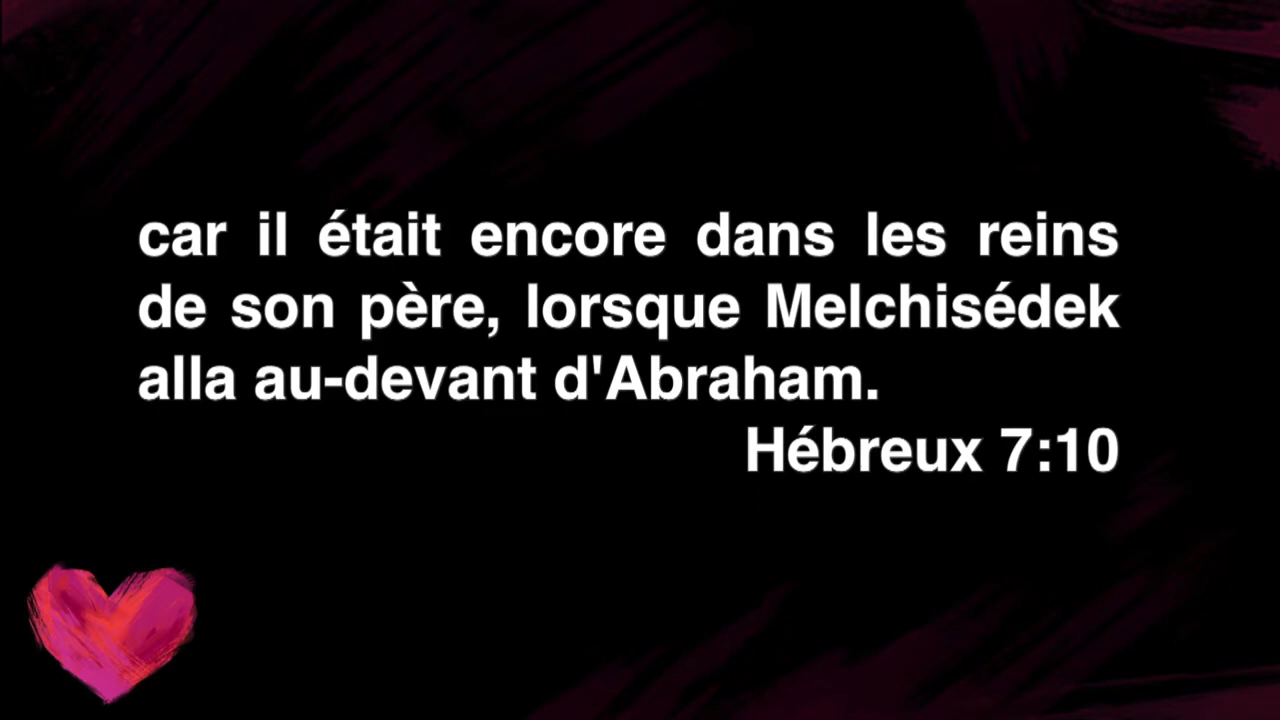 car il était encore dans les reins
de son père, lorsque Melchisédek
alla au-devant d'Abraham.
Hébreux 7:10